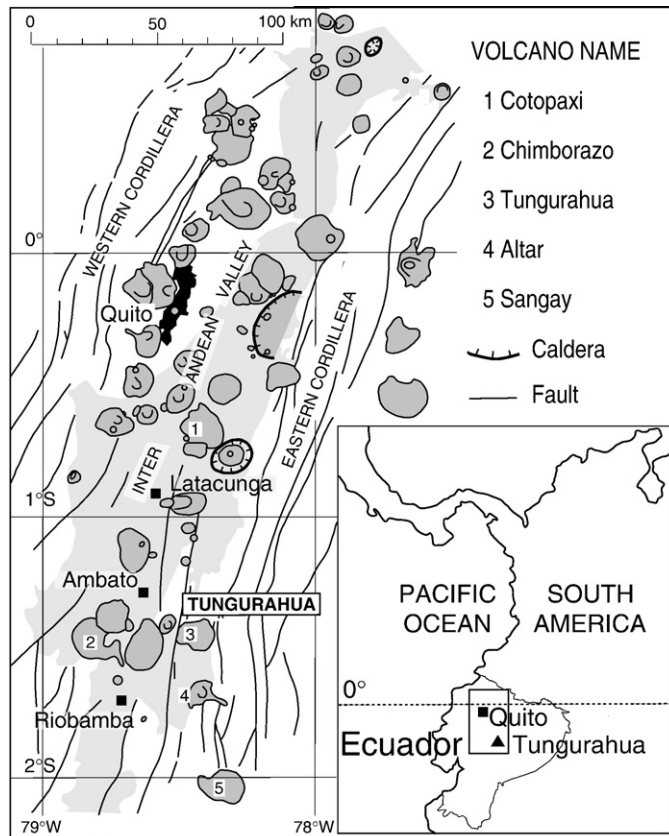 0 50 100 km
VOLCANO NAME
1 Cotopaxi
2 Chimborazo
3 Tungurahua
4 Altar
5 Sangay
Caldera
Fault
WESTERN CORDILLERA
0°
Quito
INTER ANDEAN VALLEY
EASTERN CORDILLERA
1
Latacunga
1°S
Ambato
TUNGURAHUA
2
3
4
Riobamba
5
2°S
79°W
78°W
PACIFIC
OCEAN
SOUTH
AMERICA
0°
Quito
Ecuador
Tungurahua